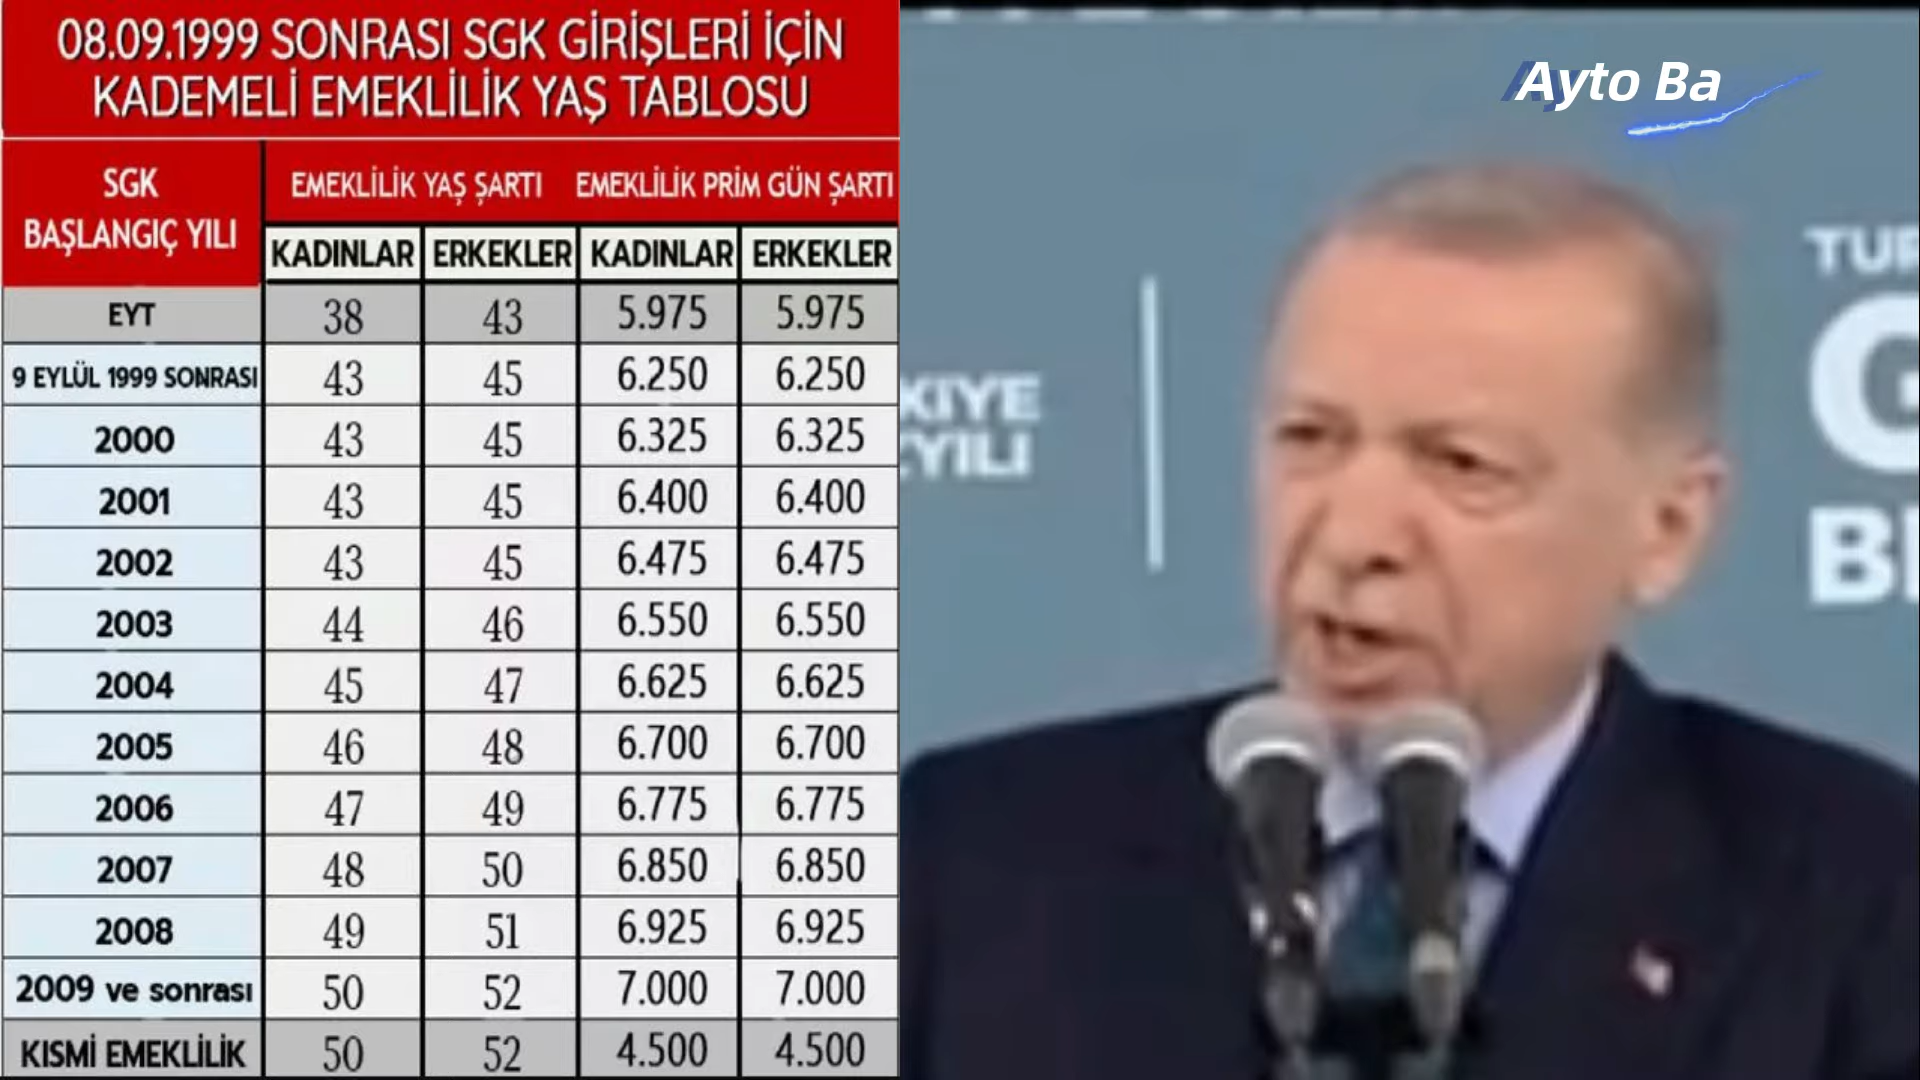 08.09.1999 SONRASI SGK GİRİŞLERİ İÇİN
KADEMELİ EMEKLİLİK YAŞ TABLOSU
SGK BAŞLANGIÇ YILI
EMEKLİLİK YAŞ ŞARTI EMEKLİLİK PRİM GÜN ŞARTI
KADINLAR ERKEKLER KADINLAR ERKEKLER
EYT 38 43 5.975 5.975
9 EYLÜL 1999 SONRASI 43 45 6.250 6.250
2000 43 45 6.325 6.325
2001 43 45 6.400 6.400
2002 43 45 6.475 6.475
2003 44 46 6.550 6.550
2004 45 47 6.625 6.625
2005 46 48 6.700 6.700
2006 47 49 6.775 6.775
2007 48 50 6.850 6.850
2008 49 51 6.925 6.925
2009 ve sonrası 50 52 7.000 7.000
KISMİ EMEKLİLİK 50 52 4.500 4.500
Ayto Ba
KIYE
YILI
TUR
G